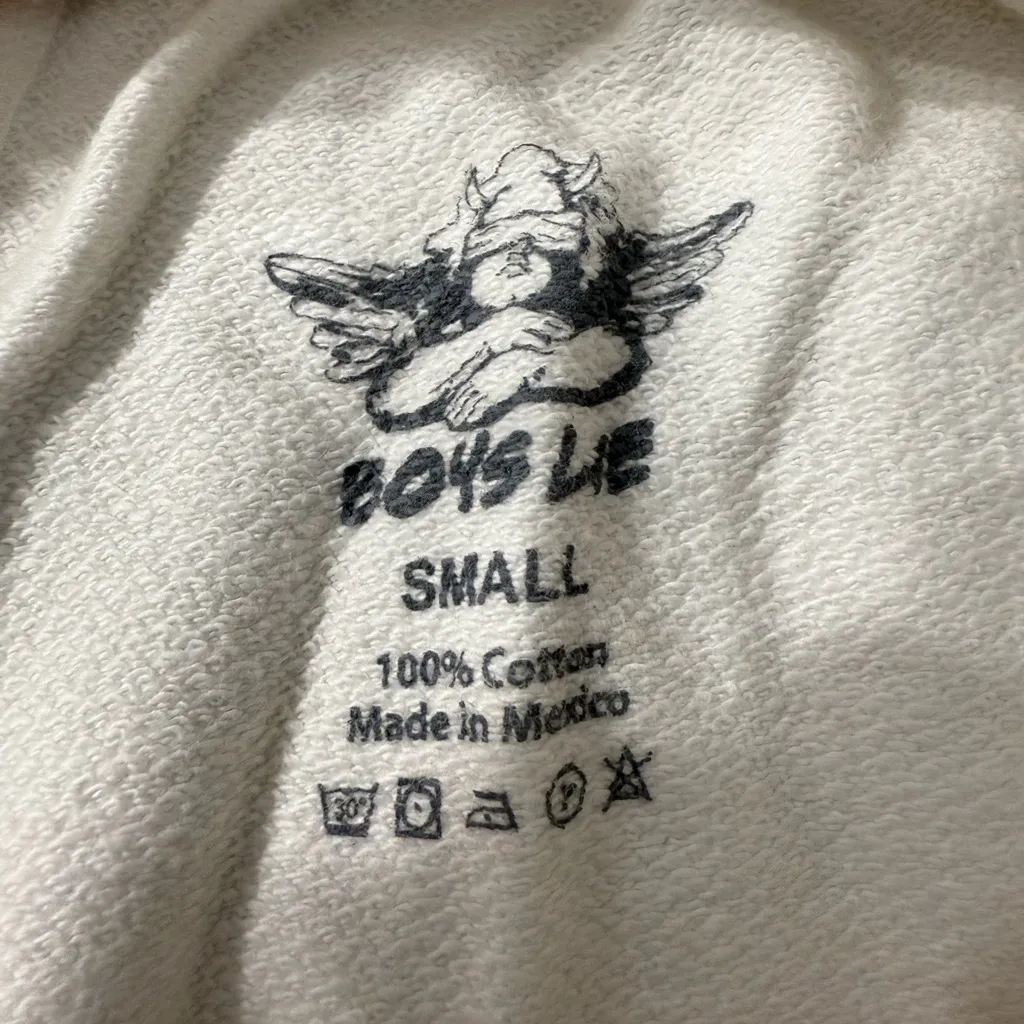 BOYS LIE
SMALL
100% Cotton
Made in Mexico
30°
P